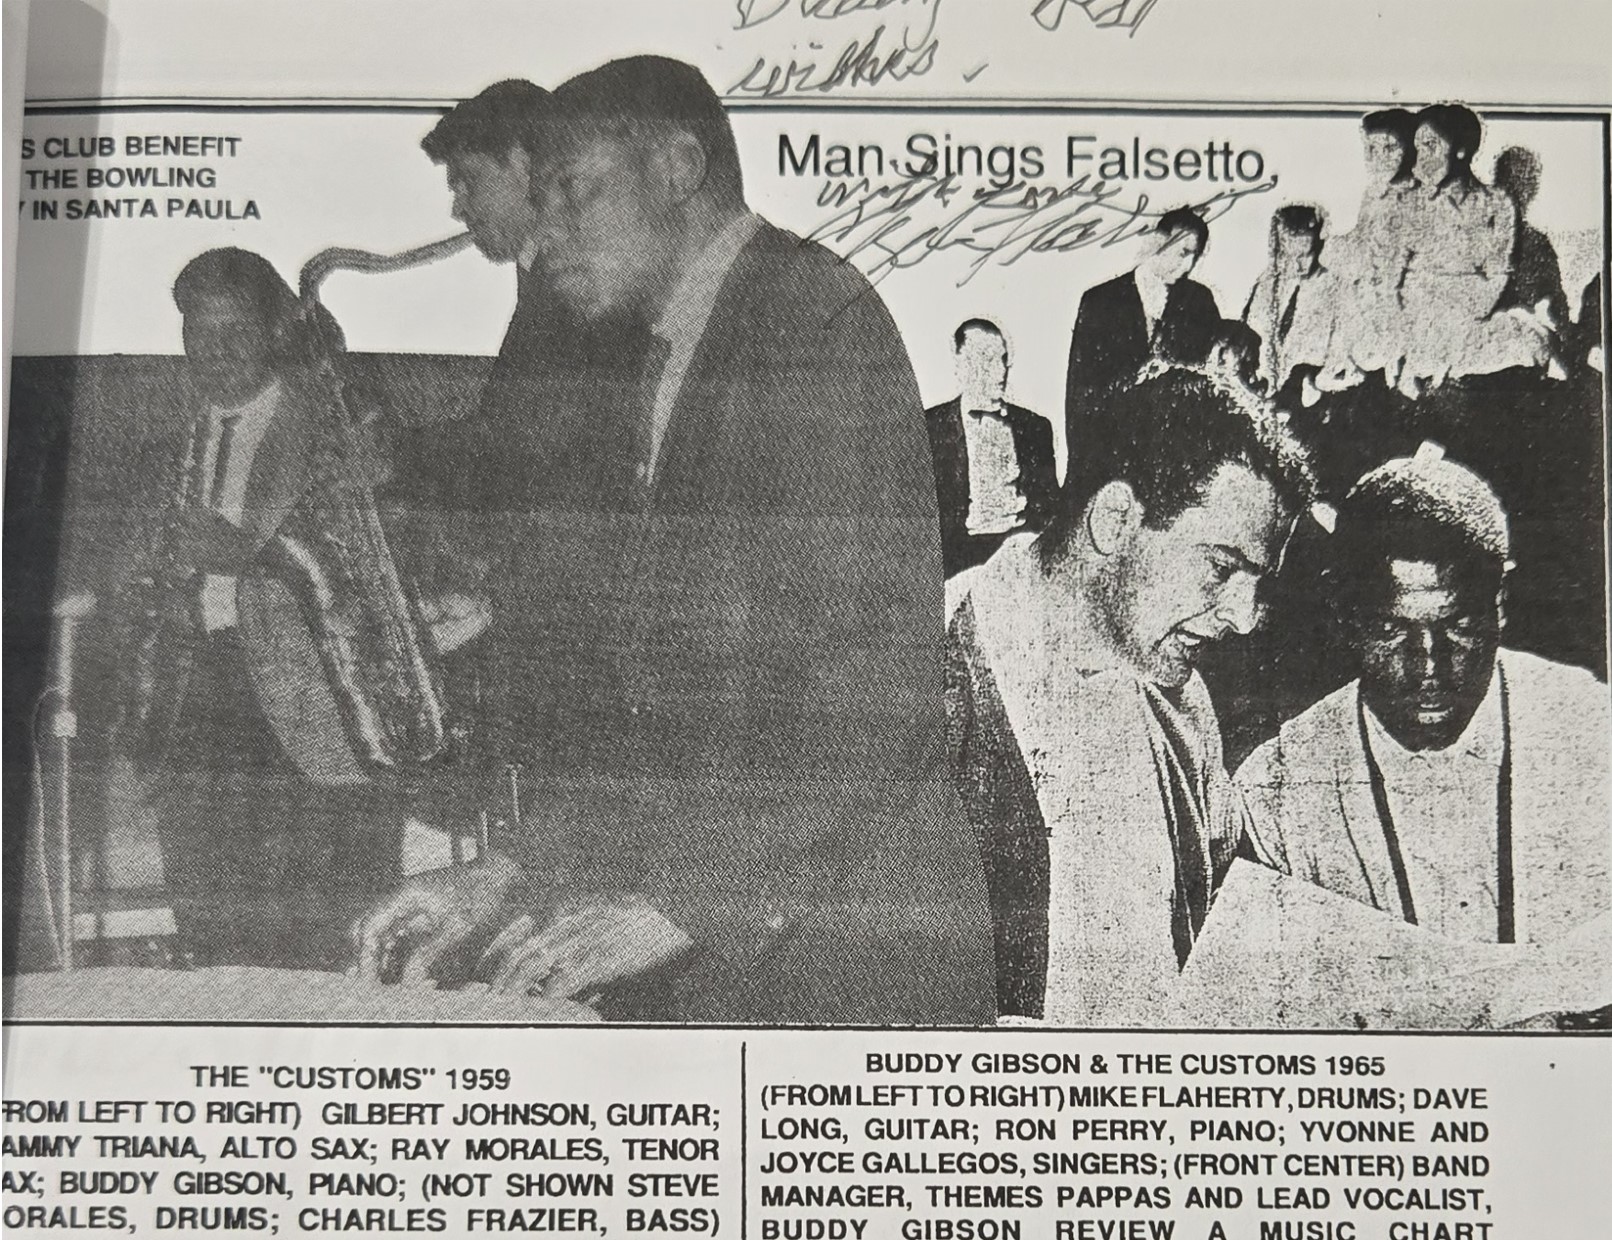 wishes
S CLUB BENEFIT
THE BOWLING
IN SANTA PAULA
Man Sings Falsetto,
THE "CUSTOMS" 1959
ROM LEFT TO RIGHT) GILBERT JOHNSON, GUITAR;
AMMY TRIANA, ALTO SAX; RAY MORALES, TENOR
AX; BUDDY GIBSON, PIANO; (NOT SHOWN STEVE
ORALES, DRUMS; CHARLES FRAZIER, BASS)
BUDDY GIBSON & THE CUSTOMS 1965
(FROM LEFT TO RIGHT) MIKE FLAHERTY, DRUMS; DAVE
LONG, GUITAR; RON PERRY, PIANO; YVONNE AND
JOYCE GALLEGOS, SINGERS; (FRONT CENTER) BAND
MANAGER, THEMES PAPPAS AND LEAD VOCALIST,
BUDDY GIBSON REVIEW A MUSIC CHART